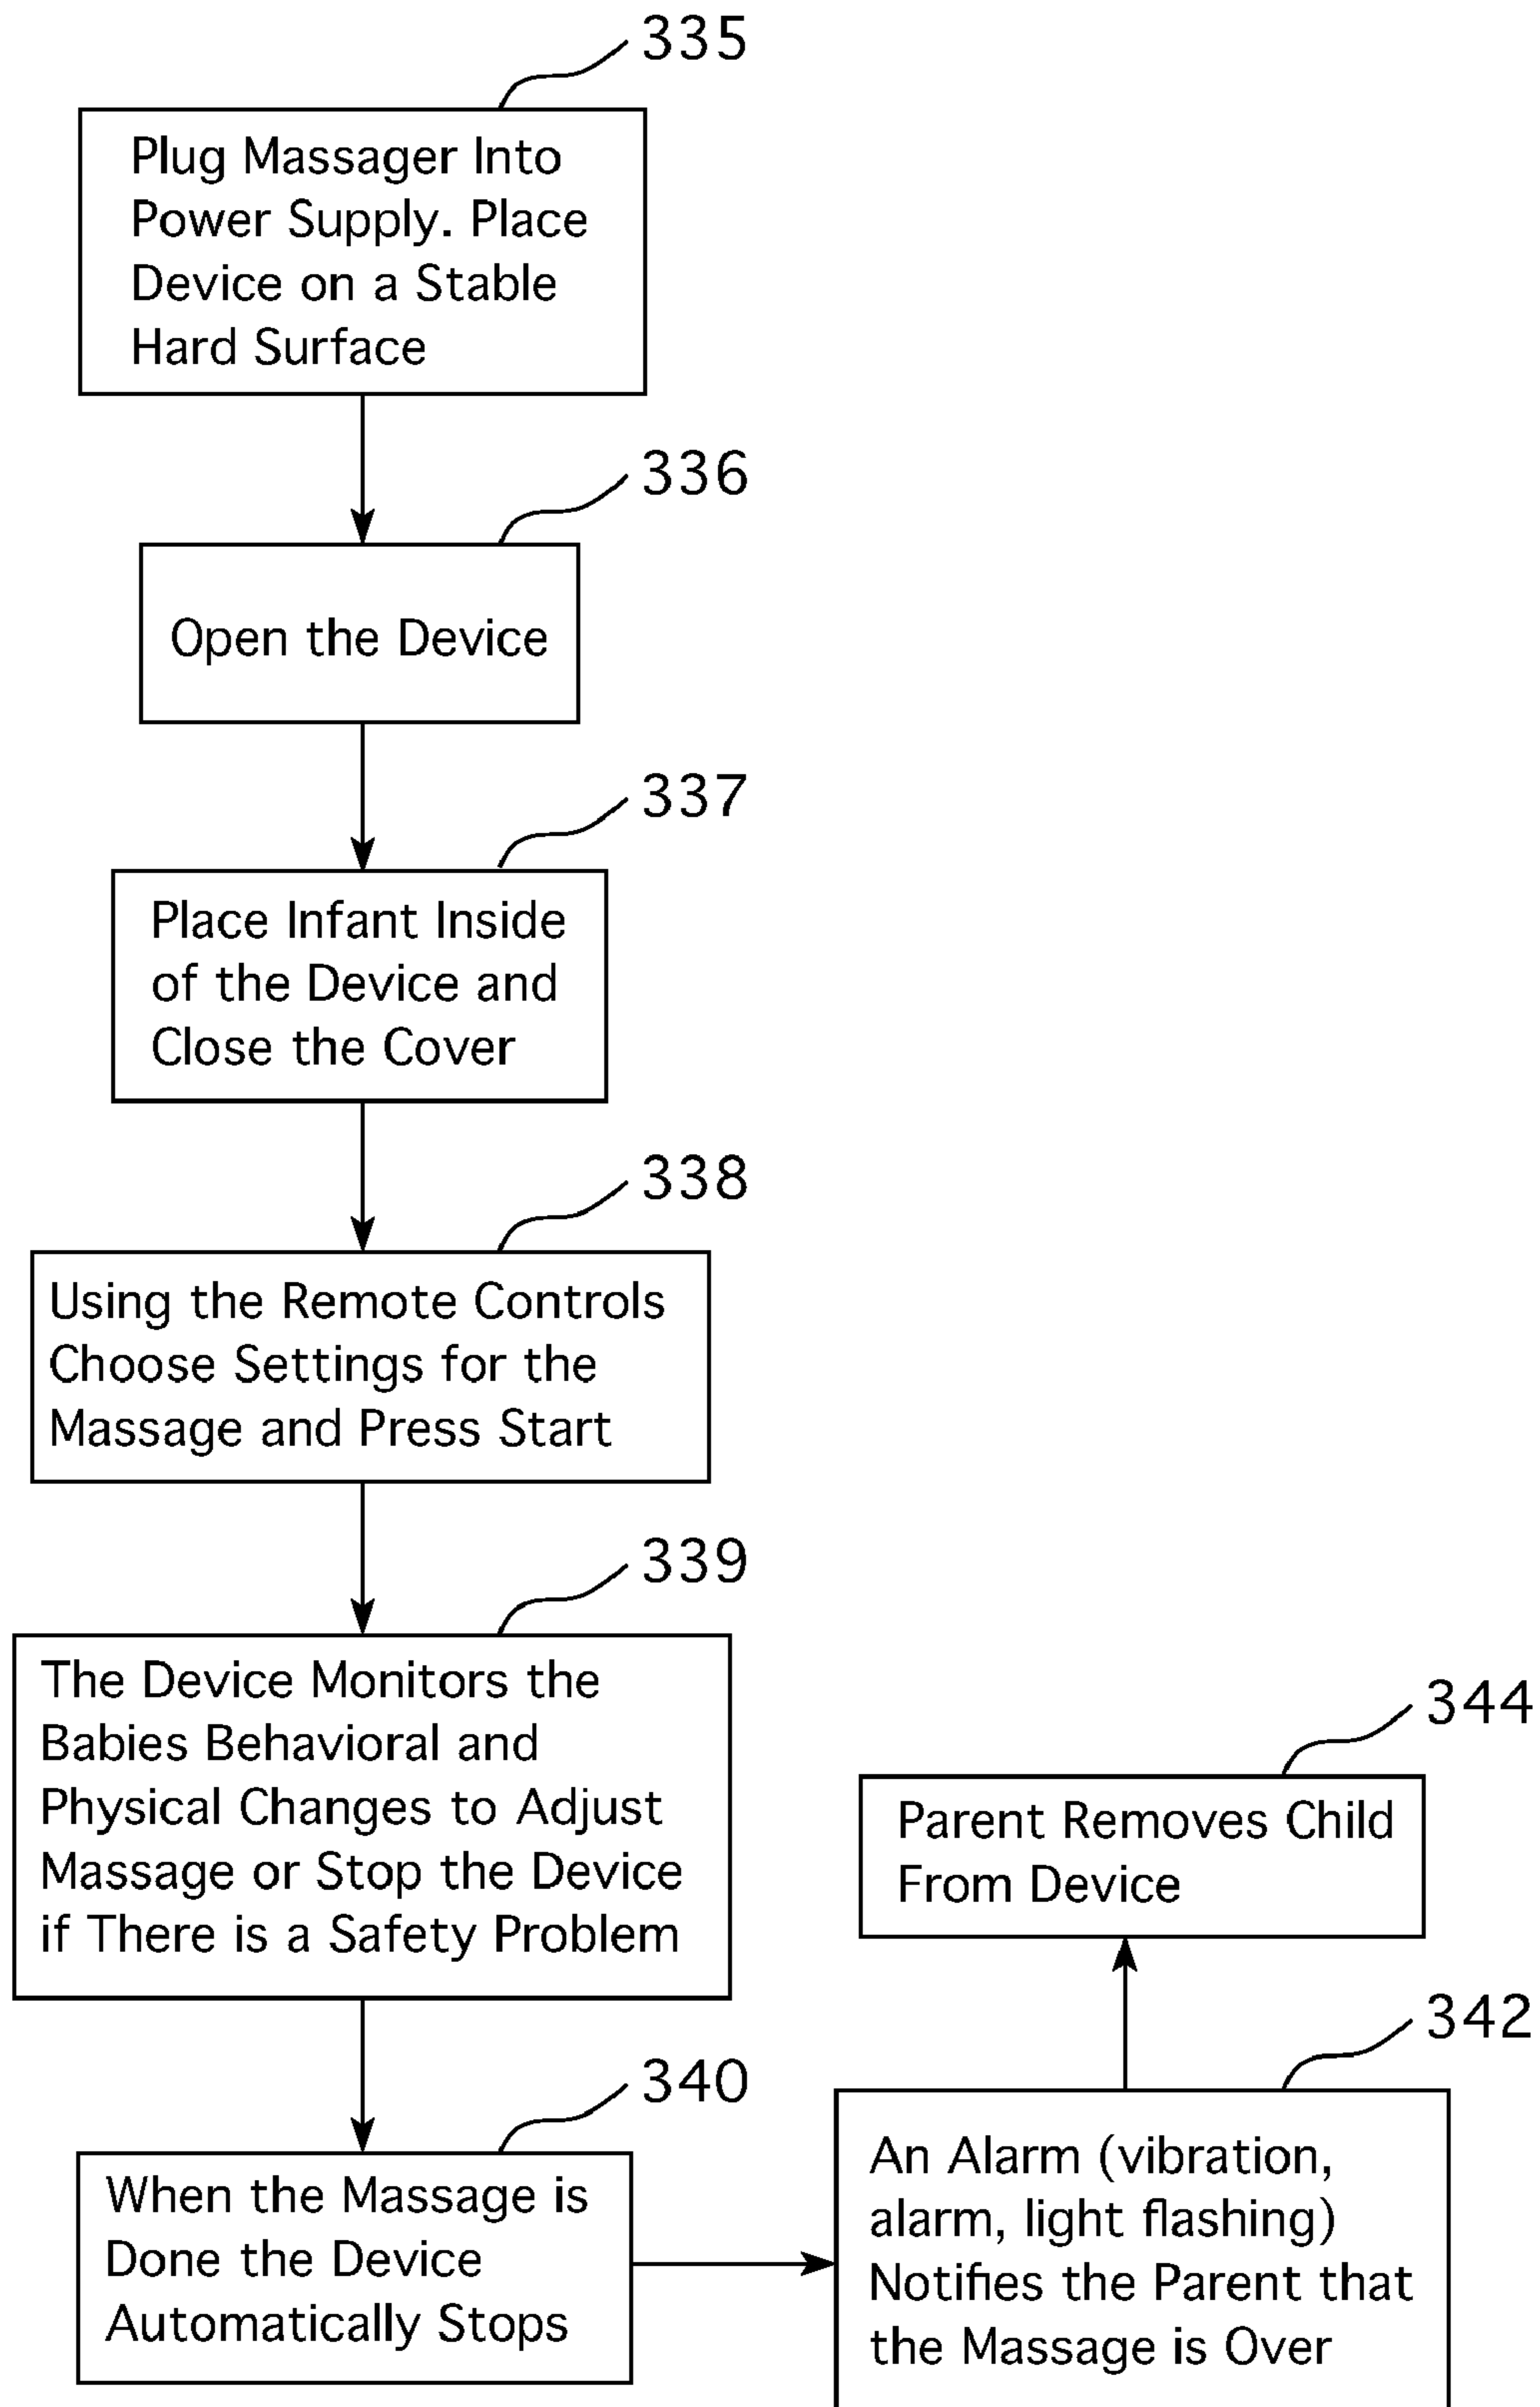 335
Plug Massager Into
Power Supply. Place
Device on a Stable
Hard Surface
336
Open the Device
337
Place Infant Inside
of the Device and
Close the Cover
338
Using the Remote Controls
Choose Settings for the
Massage and Press Start
339
The Device Monitors the
Babies Behavioral and
Physical Changes to Adjust
Massage or Stop the Device
if There is a Safety Problem
340
When the Massage is
Done the Device
Automatically Stops
342
An Alarm (vibration,
alarm, light flashing)
Notifies the Parent that
the Massage is Over
344
Parent Removes Child
From Device